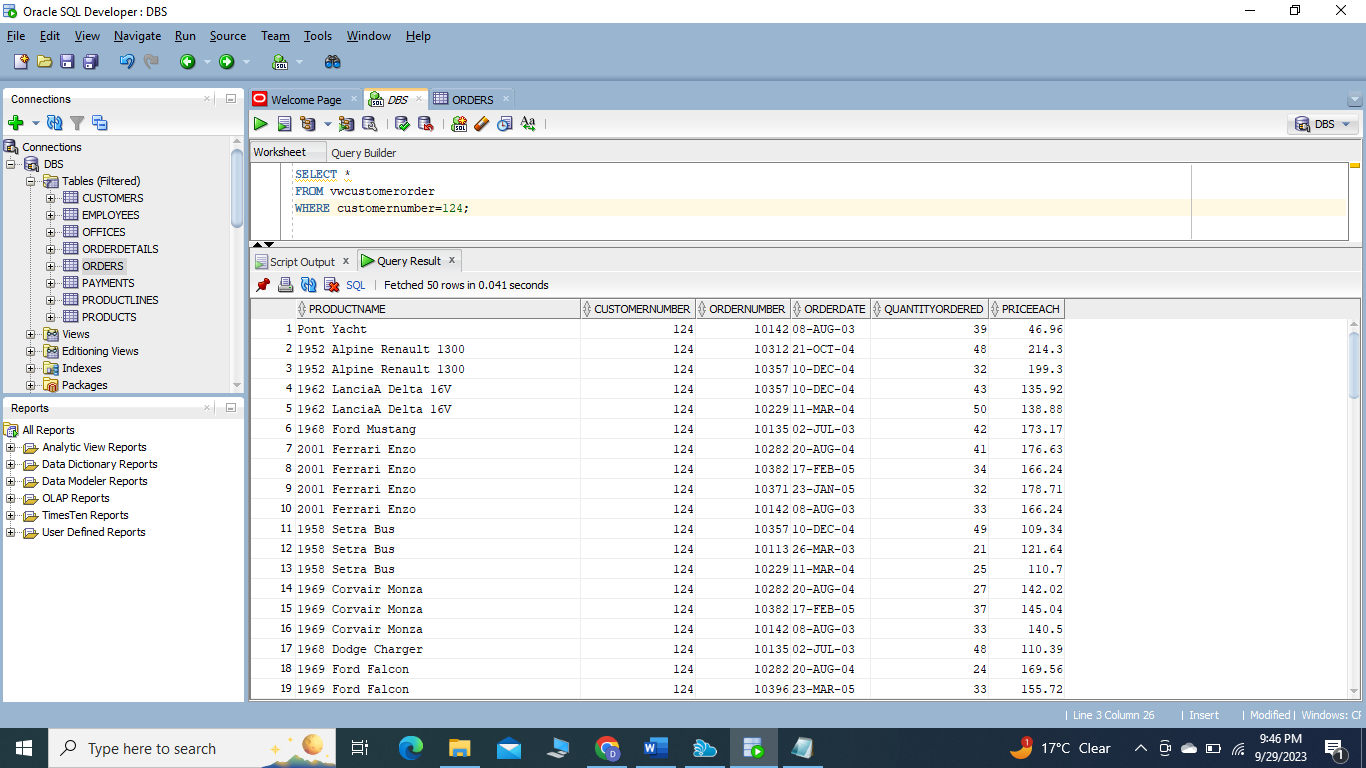 Oracle SQL Developer : DBS
File Edit View Navigate Run Source Team Tools Window Help
Connections
Connections
DBS
Tables (Filtered)
CUSTOMERS
EMPLOYEES
OFFICES
ORDERDETAILS
ORDERS
PAYMENTS
PRODUCTLINES
PRODUCTS
Views
Editioning Views
Indexes
Packages
Reports
All Reports
Analytic View Reports
Data Dictionary Reports
Data Modeler Reports
OLAP Reports
TimesTen Reports
User Defined Reports
Welcome Page DBS ORDERS
DBS
Worksheet Query Builder
SELECT *
FROM vwcustomerorder
WHERE customernumber=124;
Script Output Query Result
SQL Fetched 50 rows in 0.041 seconds
PRODUCTNAME CUSTOMERNUMBER ORDERNUMBER ORDERDATE QUANTITYORDERED PRICEEACH
1 Pont Yacht 124 10142 08-AUG-03 39 46.96
2 1952 Alpine Renault 1300 124 10312 21-OCT-04 48 214.3
3 1952 Alpine Renault 1300 124 10357 10-DEC-04 32 199.3
4 1962 LanciaA Delta 16V 124 10357 10-DEC-04 43 135.92
5 1962 LanciaA Delta 16V 124 10229 11-MAR-04 50 138.88
6 1968 Ford Mustang 124 10135 02-JUL-03 42 173.17
7 2001 Ferrari Enzo 124 10282 20-AUG-04 41 176.63
8 2001 Ferrari Enzo 124 10382 17-FEB-05 34 166.24
9 2001 Ferrari Enzo 124 10371 23-JAN-05 32 178.71
10 2001 Ferrari Enzo 124 10142 08-AUG-03 33 166.24
11 1958 Setra Bus 124 10357 10-DEC-04 49 109.34
12 1958 Setra Bus 124 10113 26-MAR-03 21 121.64
13 1958 Setra Bus 124 10229 11-MAR-04 25 110.7
14 1969 Corvair Monza 124 10282 20-AUG-04 27 142.02
15 1969 Corvair Monza 124 10382 17-FEB-05 37 145.04
16 1969 Corvair Monza 124 10142 08-AUG-03 33 140.5
17 1968 Dodge Charger 124 10135 02-JUL-03 48 110.39
18 1969 Ford Falcon 124 10282 20-AUG-04 24 169.56
19 1969 Ford Falcon 124 10396 23-MAR-05 33 155.72
Line 3 Column 26 Insert Modified Windows: CF
Type here to search
1
17°C Clear
9:46 PM
9/29/2023
1